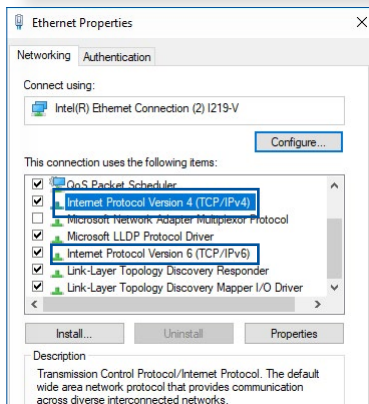 Ethernet Properties
Networking Authentication
Connect using:
Intel(R) Ethernet Connection (2) I219-V
Configure...
This connection uses the following items:
QoS Packet Scheduler
Internet Protocol Version 4 (TCP/IPv4)
Microsoft Network Adapter Multiplexor Protocol
Microsoft LLDP Protocol Driver
Internet Protocol Version 6 (TCP/IPv6)
Link-Layer Topology Discovery Responder
Link-Layer Topology Discovery Mapper I/O Driver
Install... Uninstall Properties
Description
Transmission Control Protocol/Internet Protocol. The default
wide area network protocol that provides communication
across diverse interconnected networks.